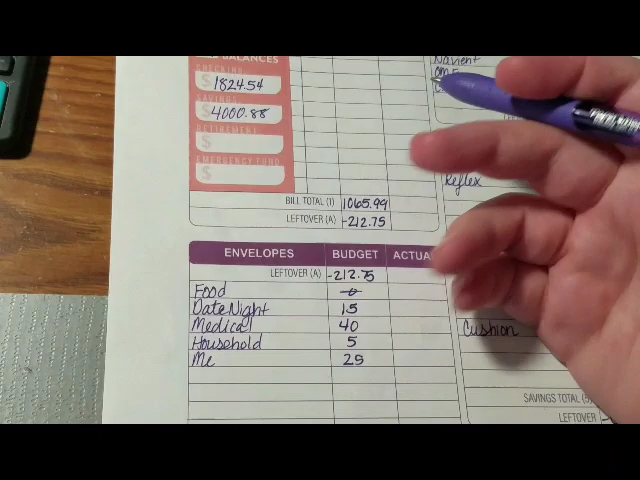 BALANCES
CHECKING
$ 1824.54
SAVINGS
$ 4000.88
RETIREMENT
$
EMERGENCY FUND
$
BILL TOTAL (1) 1065.99
LEFTOVER (A) -212.75
ENVELOPES BUDGET ACTUA
LEFTOVER (A) -212.75
Food -0-
Date Night 15
Medical 40
Household 5
Me 25
Navient
Reflex
Cushion
SAVINGS TOTAL (3)
LEFTOVER